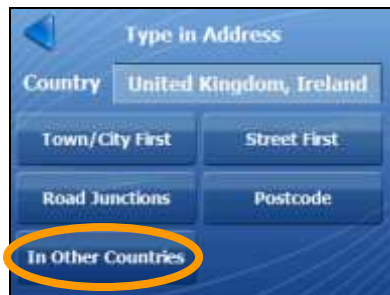 Type in Address
Country United Kingdom, Ireland
Town/City First Street First
Road Junctions Postcode
In Other Countries